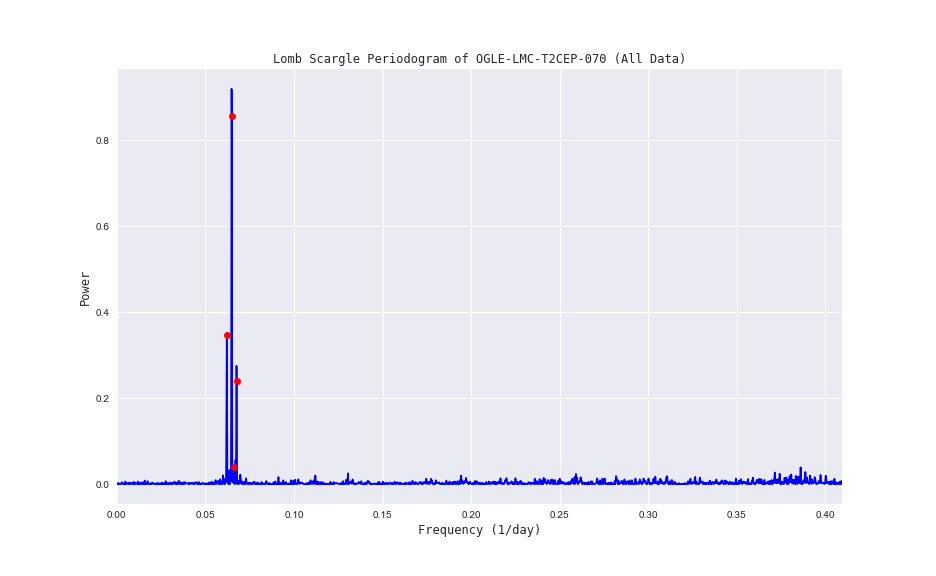 Lomb Scargle Periodogram of OGLE-LMC-T2CEP-070 (All Data)
0.8
0.6
0.4
0.2
0.0
Power
0.00 0.05 0.10 0.15 0.20 0.25 0.30 0.35 0.40
Frequency (1/day)